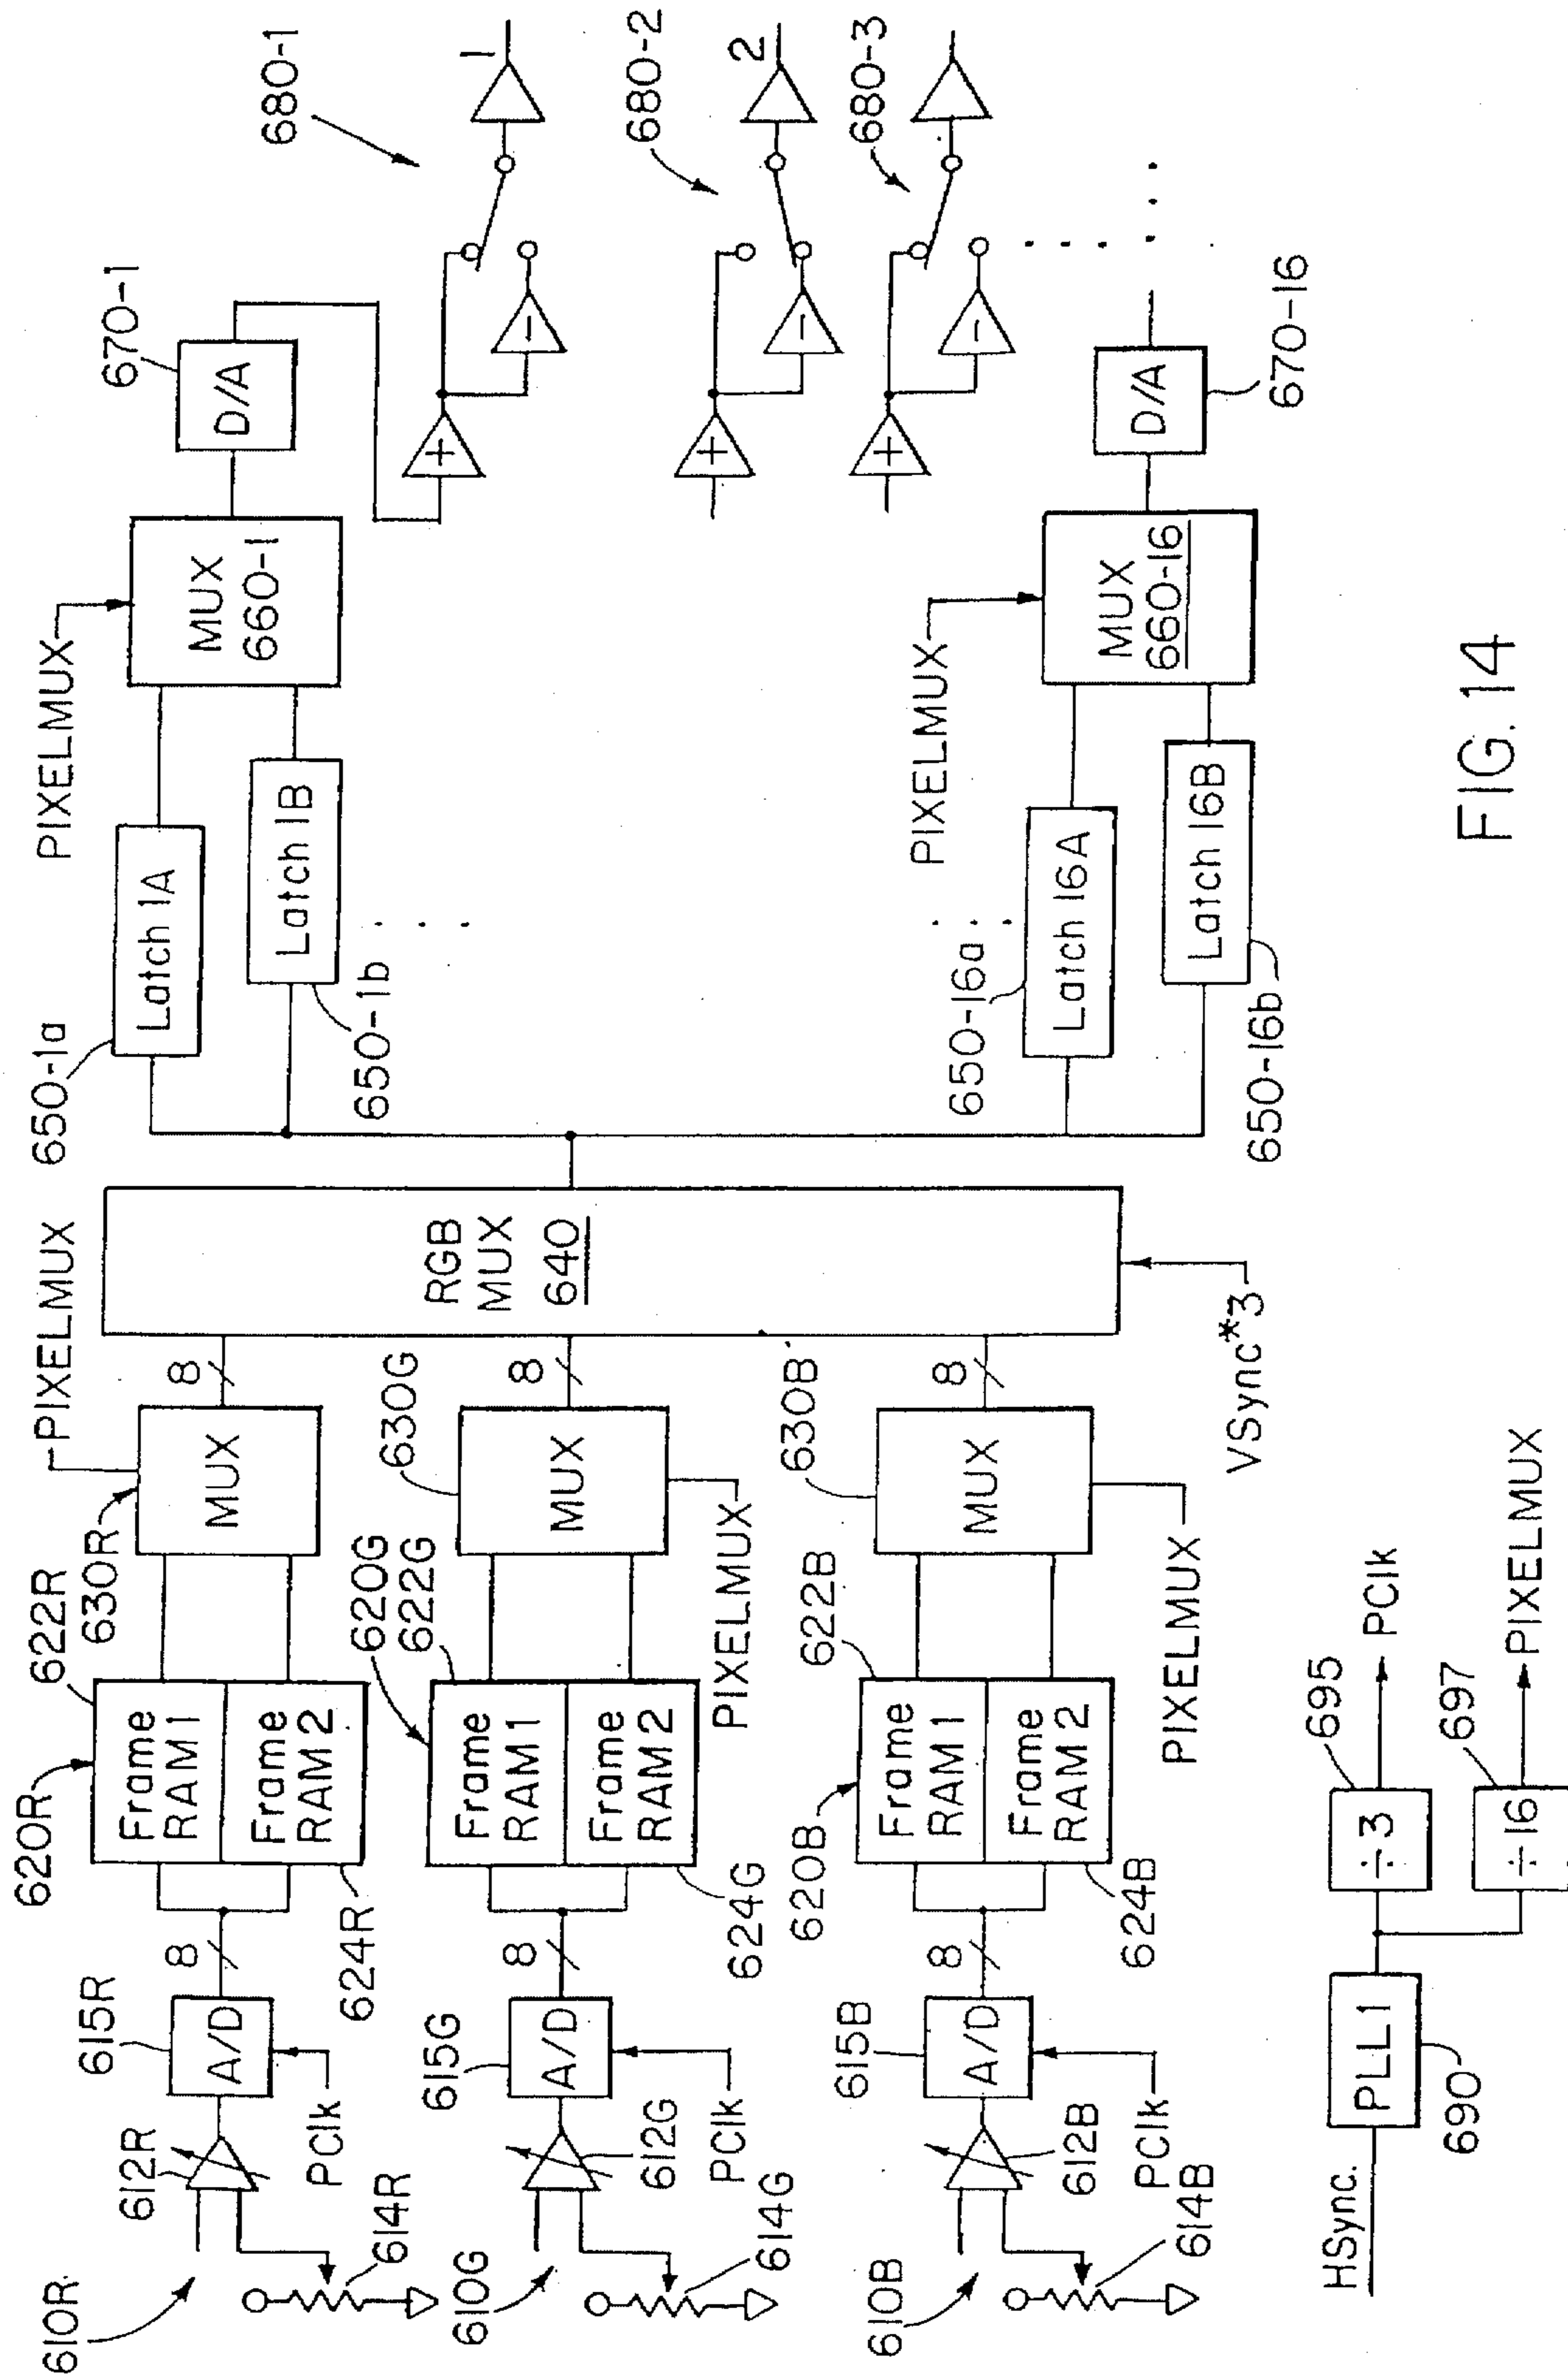 610R
612R
614R
615R
A/D
PClk
8
620R
622R
624R
Frame
RAM 1
Frame
RAM 2
630R
MUX
PIXELMUX
8
610G
612G
614G
615G
A/D
PClk
8
620G
622G
624G
Frame
RAM 1
Frame
RAM 2
630G
MUX
PIXELMUX
8
610B
612B
614B
615B
A/D
PClk
8
620B
622B
624B
Frame
RAM 1
Frame
RAM 2
630B
MUX
PIXELMUX
8
RGB
MUX
640
VSync*3
650-1a
Latch 1A
650-1b
Latch 1B
PIXELMUX
MUX
660-1
670-1
D/A
+
-
680-1
1
+
-
680-2
2
+
-
680-3
650-16a
Latch 16A
650-16b
Latch 16B
PIXELMUX
MUX
660-16
D/A
670-16
HSync.
PLL 1
690
÷3
695
PClk
÷16
697
PIXELMUX
FIG. 14